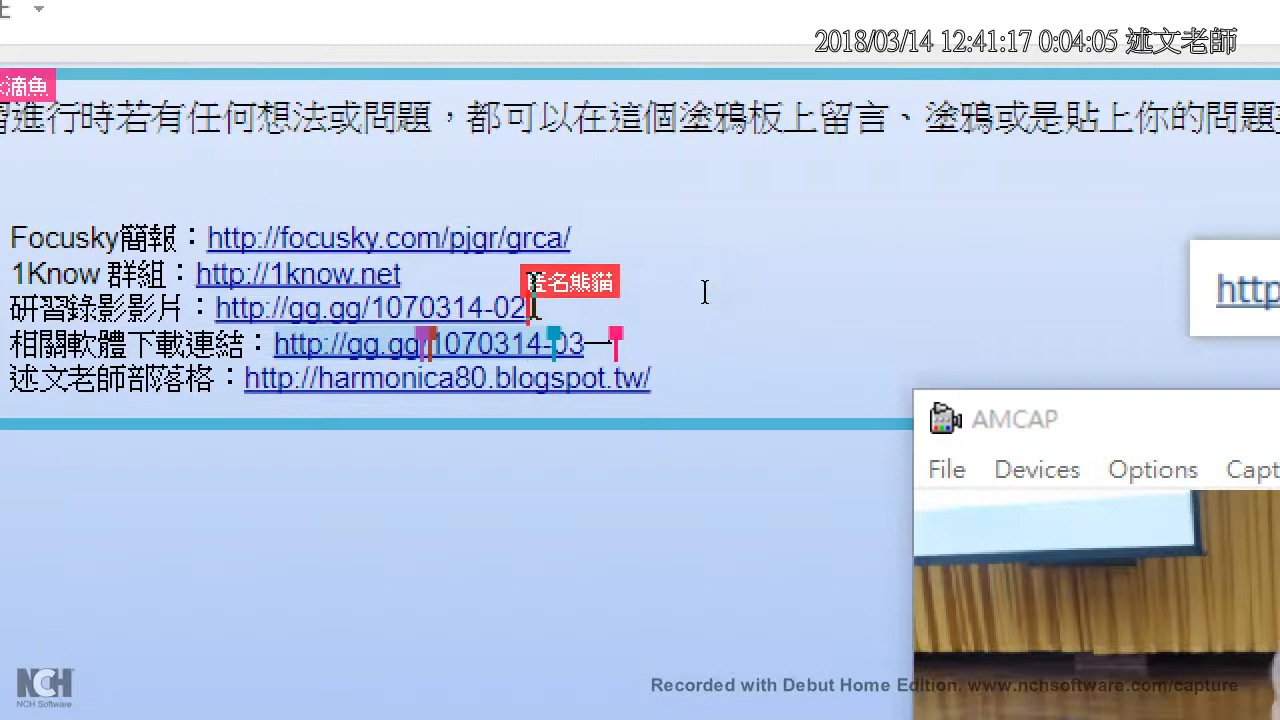 2018/03/14 12:41:17 0:04:05 述文老師
水滴魚
習進行時若有任何想法或問題，都可以在這個塗鴉板上留言、塗鴉或是貼上你的問題
Focusky簡報：http://focusky.com/pjgr/grca/
1Know 群組：http://1know.net
匿名熊貓
研習錄影影片：http://gg.gg/1070314-02
相關軟體下載連結：http://gg.gg/1070314-03
述文老師部落格：http://harmonica80.blogspot.tw/
http
AMCAP
File Devices Options Capt
NCH
NCH Software
Recorded with Debut Home Edition. www.nchsoftware.com/capture